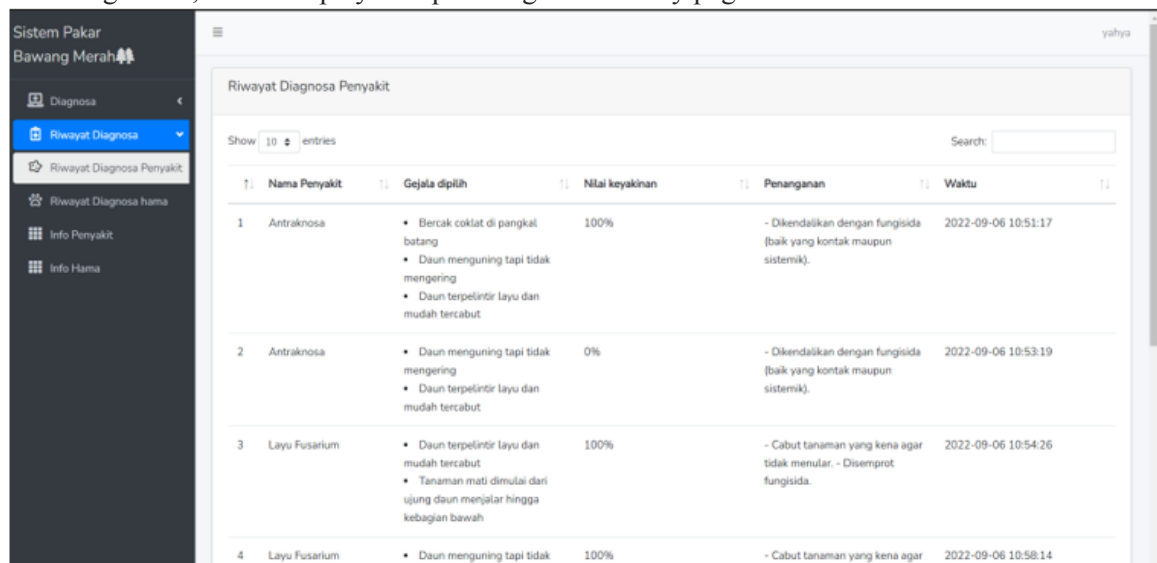 Sistem Pakar
Bawang Merah
yahya
Diagnosa
Riwayat Diagnosa
Riwayat Diagnosa Penyakit
Riwayat Diagnosa hama
Info Penyakit
Info Hama
Riwayat Diagnosa Penyakit
Show 10 entries
Search:
Nama Penyakit Gejala dipilih Nilai keyakinan Penanganan Waktu
1 Antraknosa • Bercak coklat di pangkal 100% - Dikendalikan dengan fungisida 2022-09-06 10:51:17
batang (baik yang kontak maupun
• Daun menguning tapi tidak sistemik).
mengering
• Daun terpelintir layu dan
mudah tercabut
2 Antraknosa • Daun menguning tapi tidak 0% - Dikendalikan dengan fungisida 2022-09-06 10:53:19
mengering (baik yang kontak maupun
• Daun terpelintir layu dan sistemik).
mudah tercabut
3 Layu Fusarium • Daun terpelintir layu dan 100% - Cabut tanaman yang kena agar 2022-09-06 10:54:26
mudah tercabut tidak menular. - Disemprot
• Tanaman mati dimulai dari fungisida.
ujung daun menjalar hingga
kebagian bawah
4 Layu Fusarium • Daun menguning tapi tidak 100% - Cabut tanaman yang kena agar 2022-09-06 10:58:14